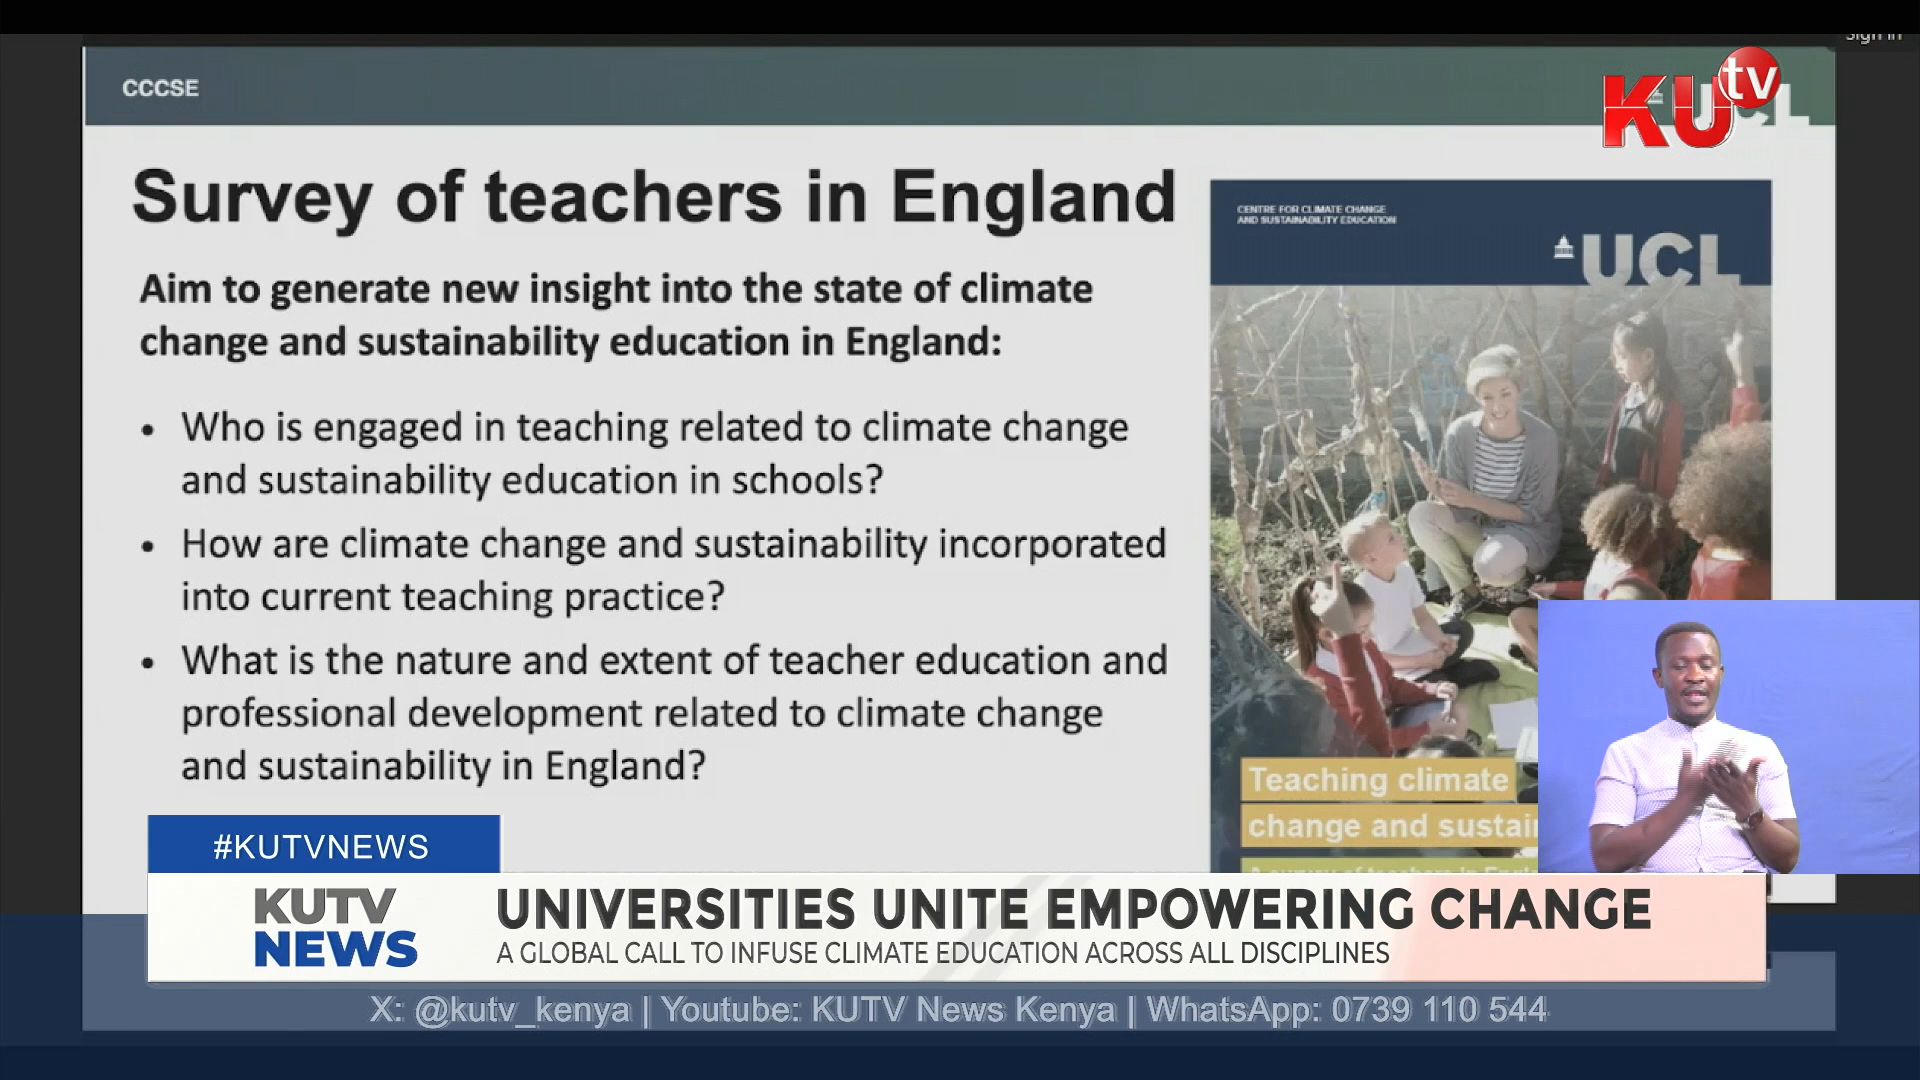 Sign in
CCCSE
KUtv
UCL
Survey of teachers in England
CENTRE FOR CLIMATE CHANGE
AND SUSTAINABILITY EDUCATION
UCL
Aim to generate new insight into the state of climate
change and sustainability education in England:
• Who is engaged in teaching related to climate change
and sustainability education in schools?
• How are climate change and sustainability incorporated
into current teaching practice?
• What is the nature and extent of teacher education and
professional development related to climate change
and sustainability in England?
Teaching climate
change and sustai
#KUTVNEWS
KUTV
NEWS
UNIVERSITIES UNITE EMPOWERING CHANGE
A GLOBAL CALL TO INFUSE CLIMATE EDUCATION ACROSS ALL DISCIPLINES
X: @kutv_kenya | Youtube: KUTV News Kenya | WhatsApp: 0739 110 544